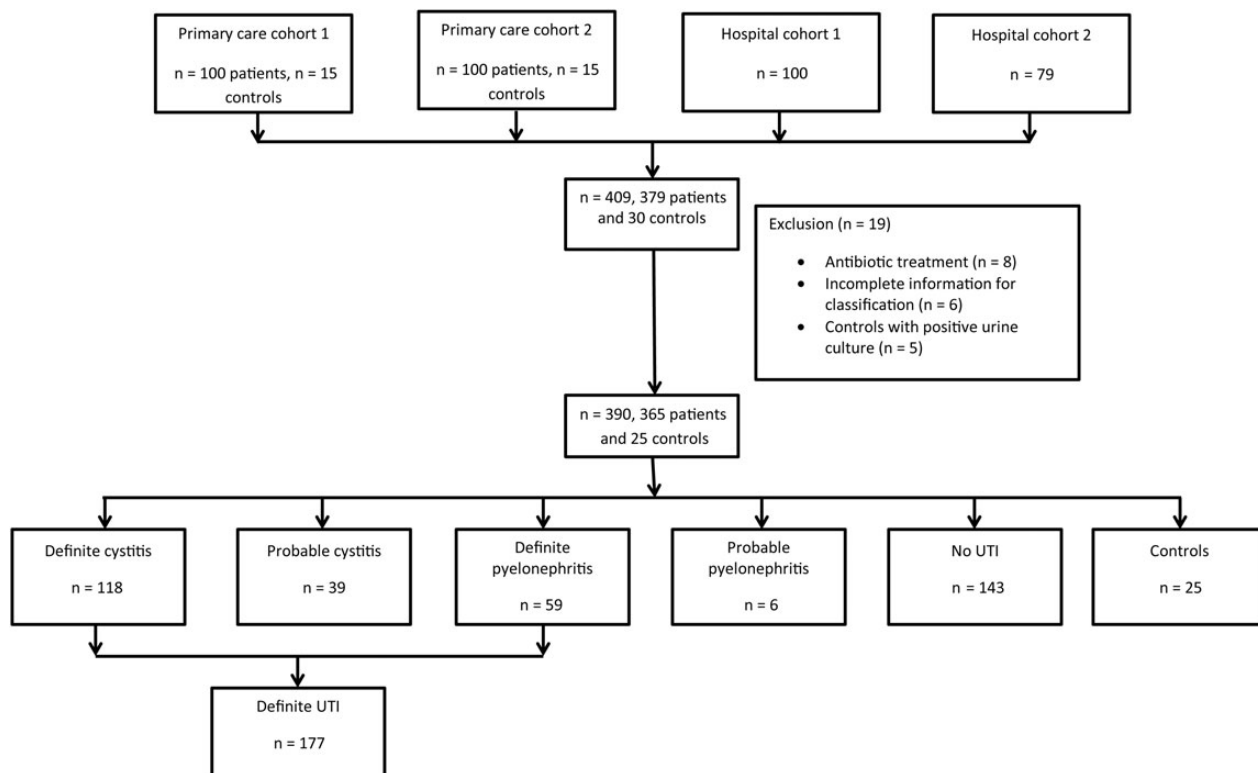 Primary care cohort 1
n = 100 patients, n = 15
controls
Primary care cohort 2
n = 100 patients, n = 15
controls
Hospital cohort 1
n = 100
Hospital cohort 2
n = 79
n = 409, 379 patients
and 30 controls
Exclusion (n = 19)
• Antibiotic treatment (n = 8)
• Incomplete information for
classification (n = 6)
• Controls with positive urine
culture (n = 5)
n = 390, 365 patients
and 25 controls
Definite cystitis
n = 118
Probable cystitis
n = 39
Definite
pyelonephritis
n = 59
Probable
pyelonephritis
n = 6
No UTI
n = 143
Controls
n = 25
Definite UTI
n = 177